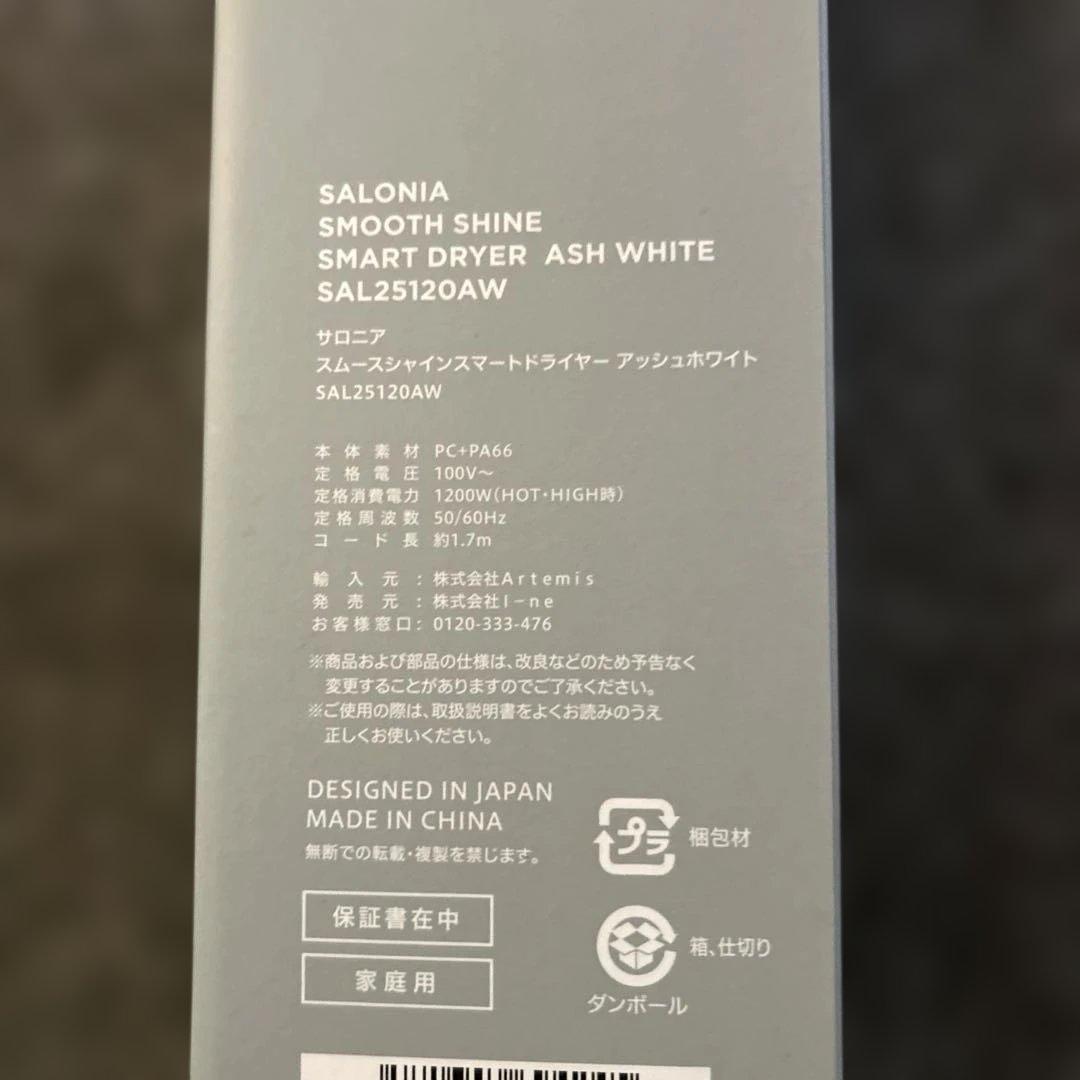 SALONIA
SMOOTH SHINE
SMART DRYER ASH WHITE
SAL25120AW
サロニア
スムースシャインスマートドライヤー アッシュホワイト
SAL25120AW
本体素材 PC+PA66
定格電圧 100V〜
定格消費電力 1200W(HOT・HIGH時)
定格周波数 50/60Hz
コード長 約1.7m
輸入元:株式会社Artemis
発売元:株式会社I-ne
お客様窓口:0120-333-476
※商品および部品の仕様は、改良などのため予告なく
変更することがありますのでご了承ください。
※ご使用の際は、取扱説明書をよくお読みのうえ
正しくお使いください。
DESIGNED IN JAPAN
MADE IN CHINA
無断での転載・複製を禁じます。
プラ 梱包材
保証書在中
箱、仕切り
家庭用
ダンボール